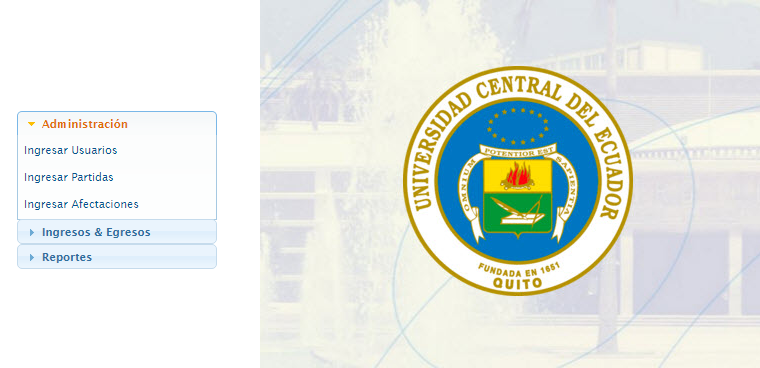 Administración
Ingresar Usuarios
Ingresar Partidas
Ingresar Afectaciones
Ingresos & Egresos
Reportes
UNIVERSIDAD CENTRAL DEL ECUADOR
OMNIUM POTENTIOR EST SAPIENTIA
FUNDADA EN 1651
QUITO